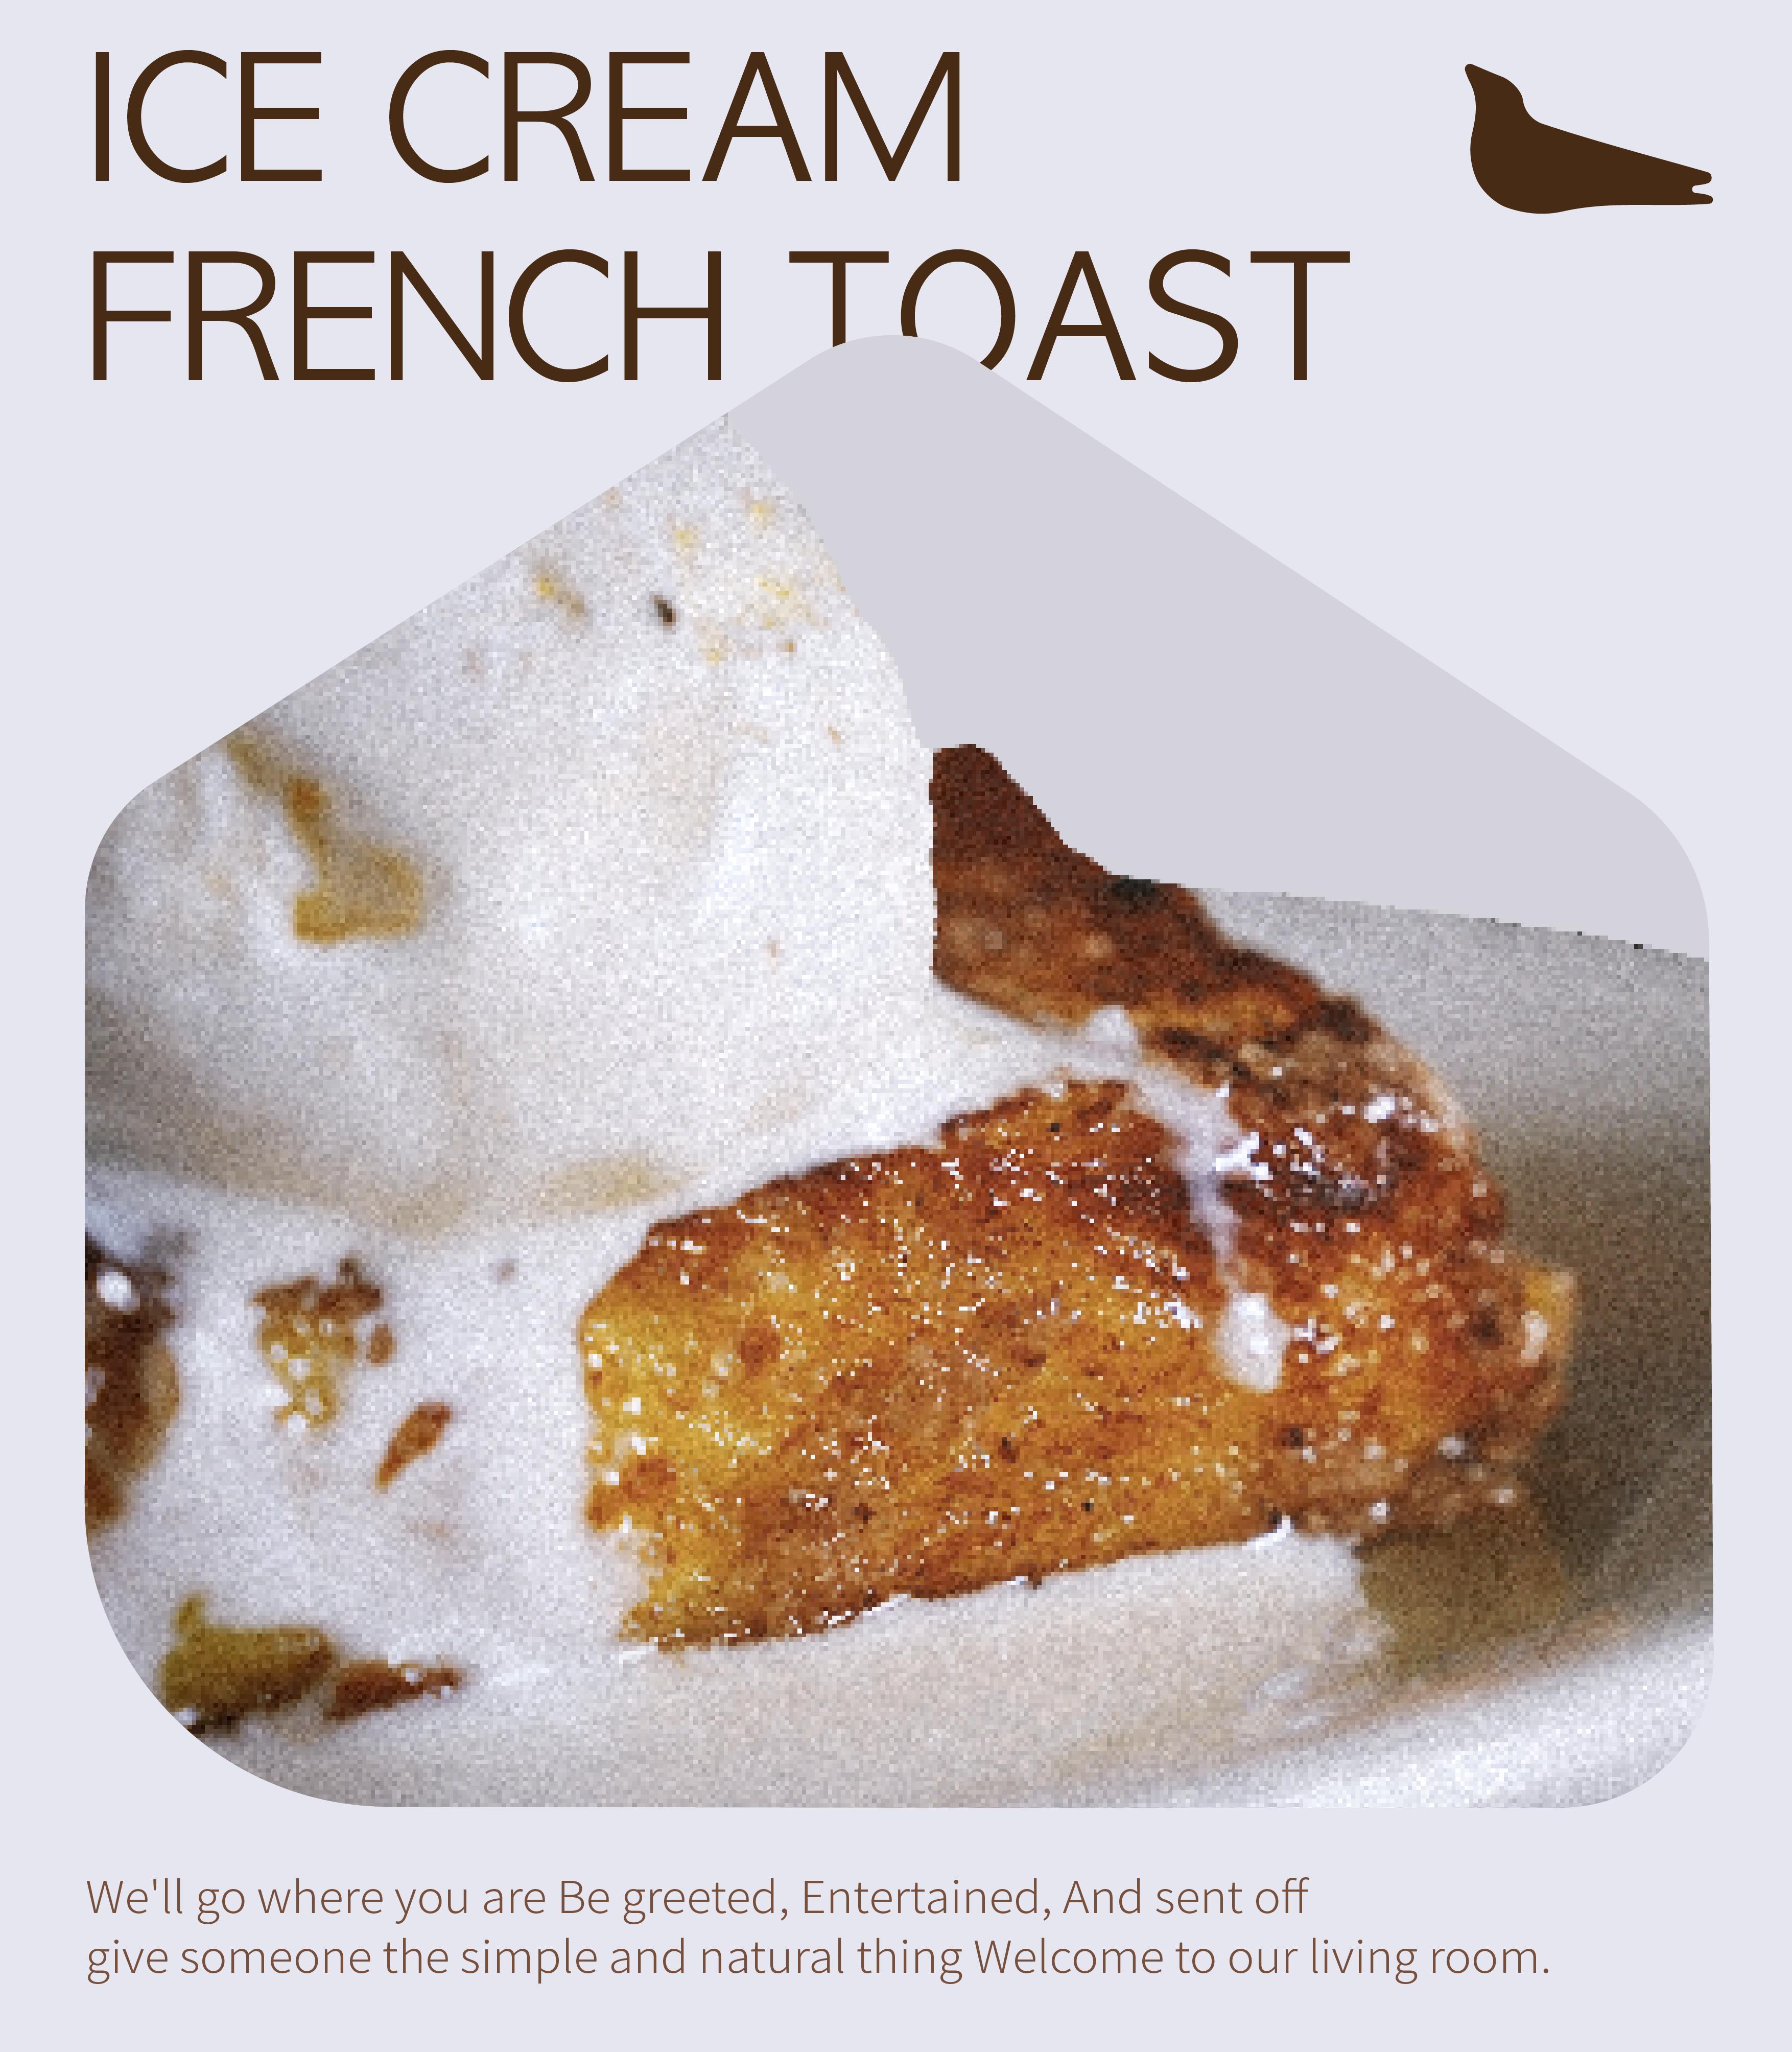 ICE CREAM
FRENCH TOAST
We'll go where you are Be greeted, Entertained, And sent off
give someone the simple and natural thing Welcome to our living room.